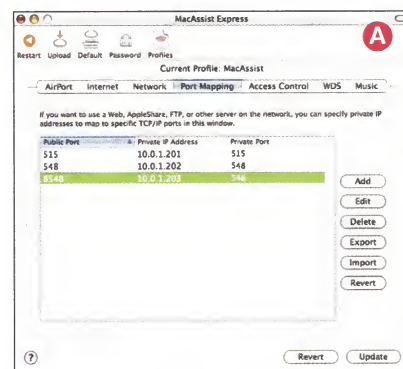 MacAssist Express
A
Restart Upload Default Password Profiles
Current Profile: MacAssist
AirPort Internet Network Port Mapping Access Control WDS Music
If you want to use a Web, AppleShare, FTP, or other server on the network, you can specify private IP
addresses to map to specific TCP/IP ports in this window.
Public Port Private IP Address Private Port
515 10.0.1.201 515
548 10.0.1.202 548
8548 10.0.1.203 548
Add
Edit
Delete
Export
Import
Revert
? Revert Update